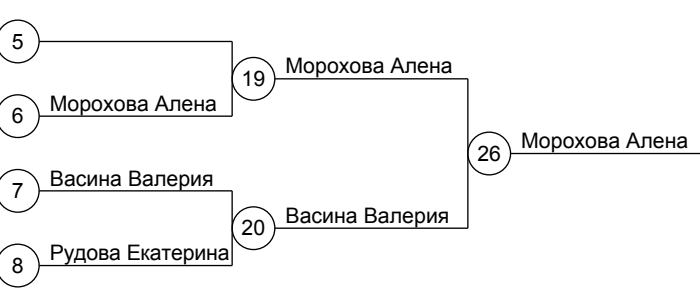 5
Морохова Алена
19
6
Морохова Алена
Морохова Алена
26
7
Васина Валерия
Васина Валерия
20
8
Рудова Екатерина